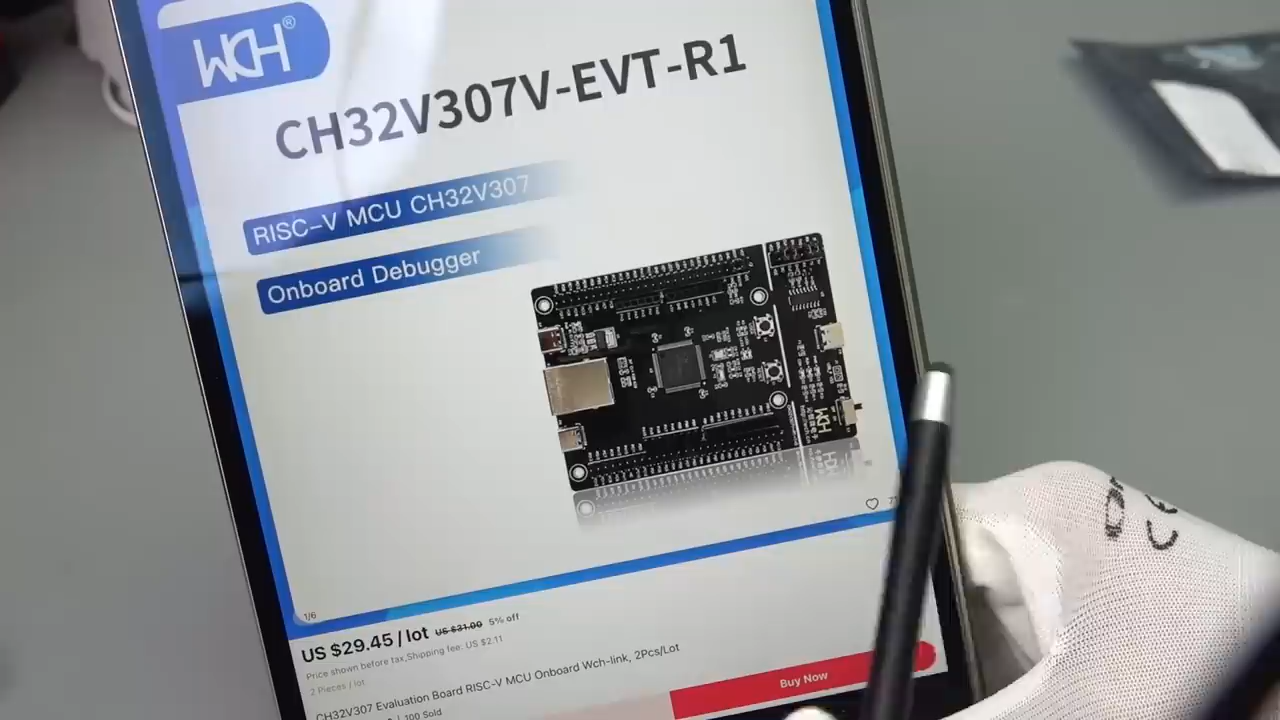 WCH®
CH32V307V-EVT-R1
RISC-V MCU CH32V307
Onboard Debugger
WCH
1/6
US $29.45 / lot US $31.00 5% off
Price shown before tax,Shipping fee: US $2.11
2 Pieces / lot
CH32V307 Evaluation Board RISC-V MCU Onboard Wch-link, 2Pcs/Lot
100 Sold
Buy Now
CE